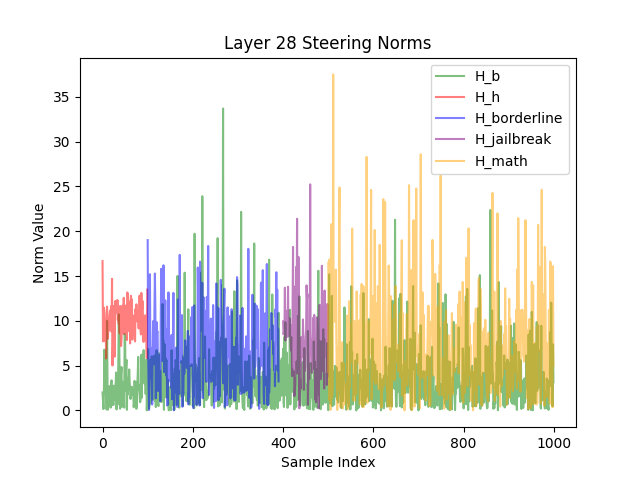 Layer 28 Steering Norms
H_b
H_h
H_borderline
H_jailbreak
H_math
Norm Value
35
30
25
20
15
10
5
0
0 200 400 600 800 1000
Sample Index